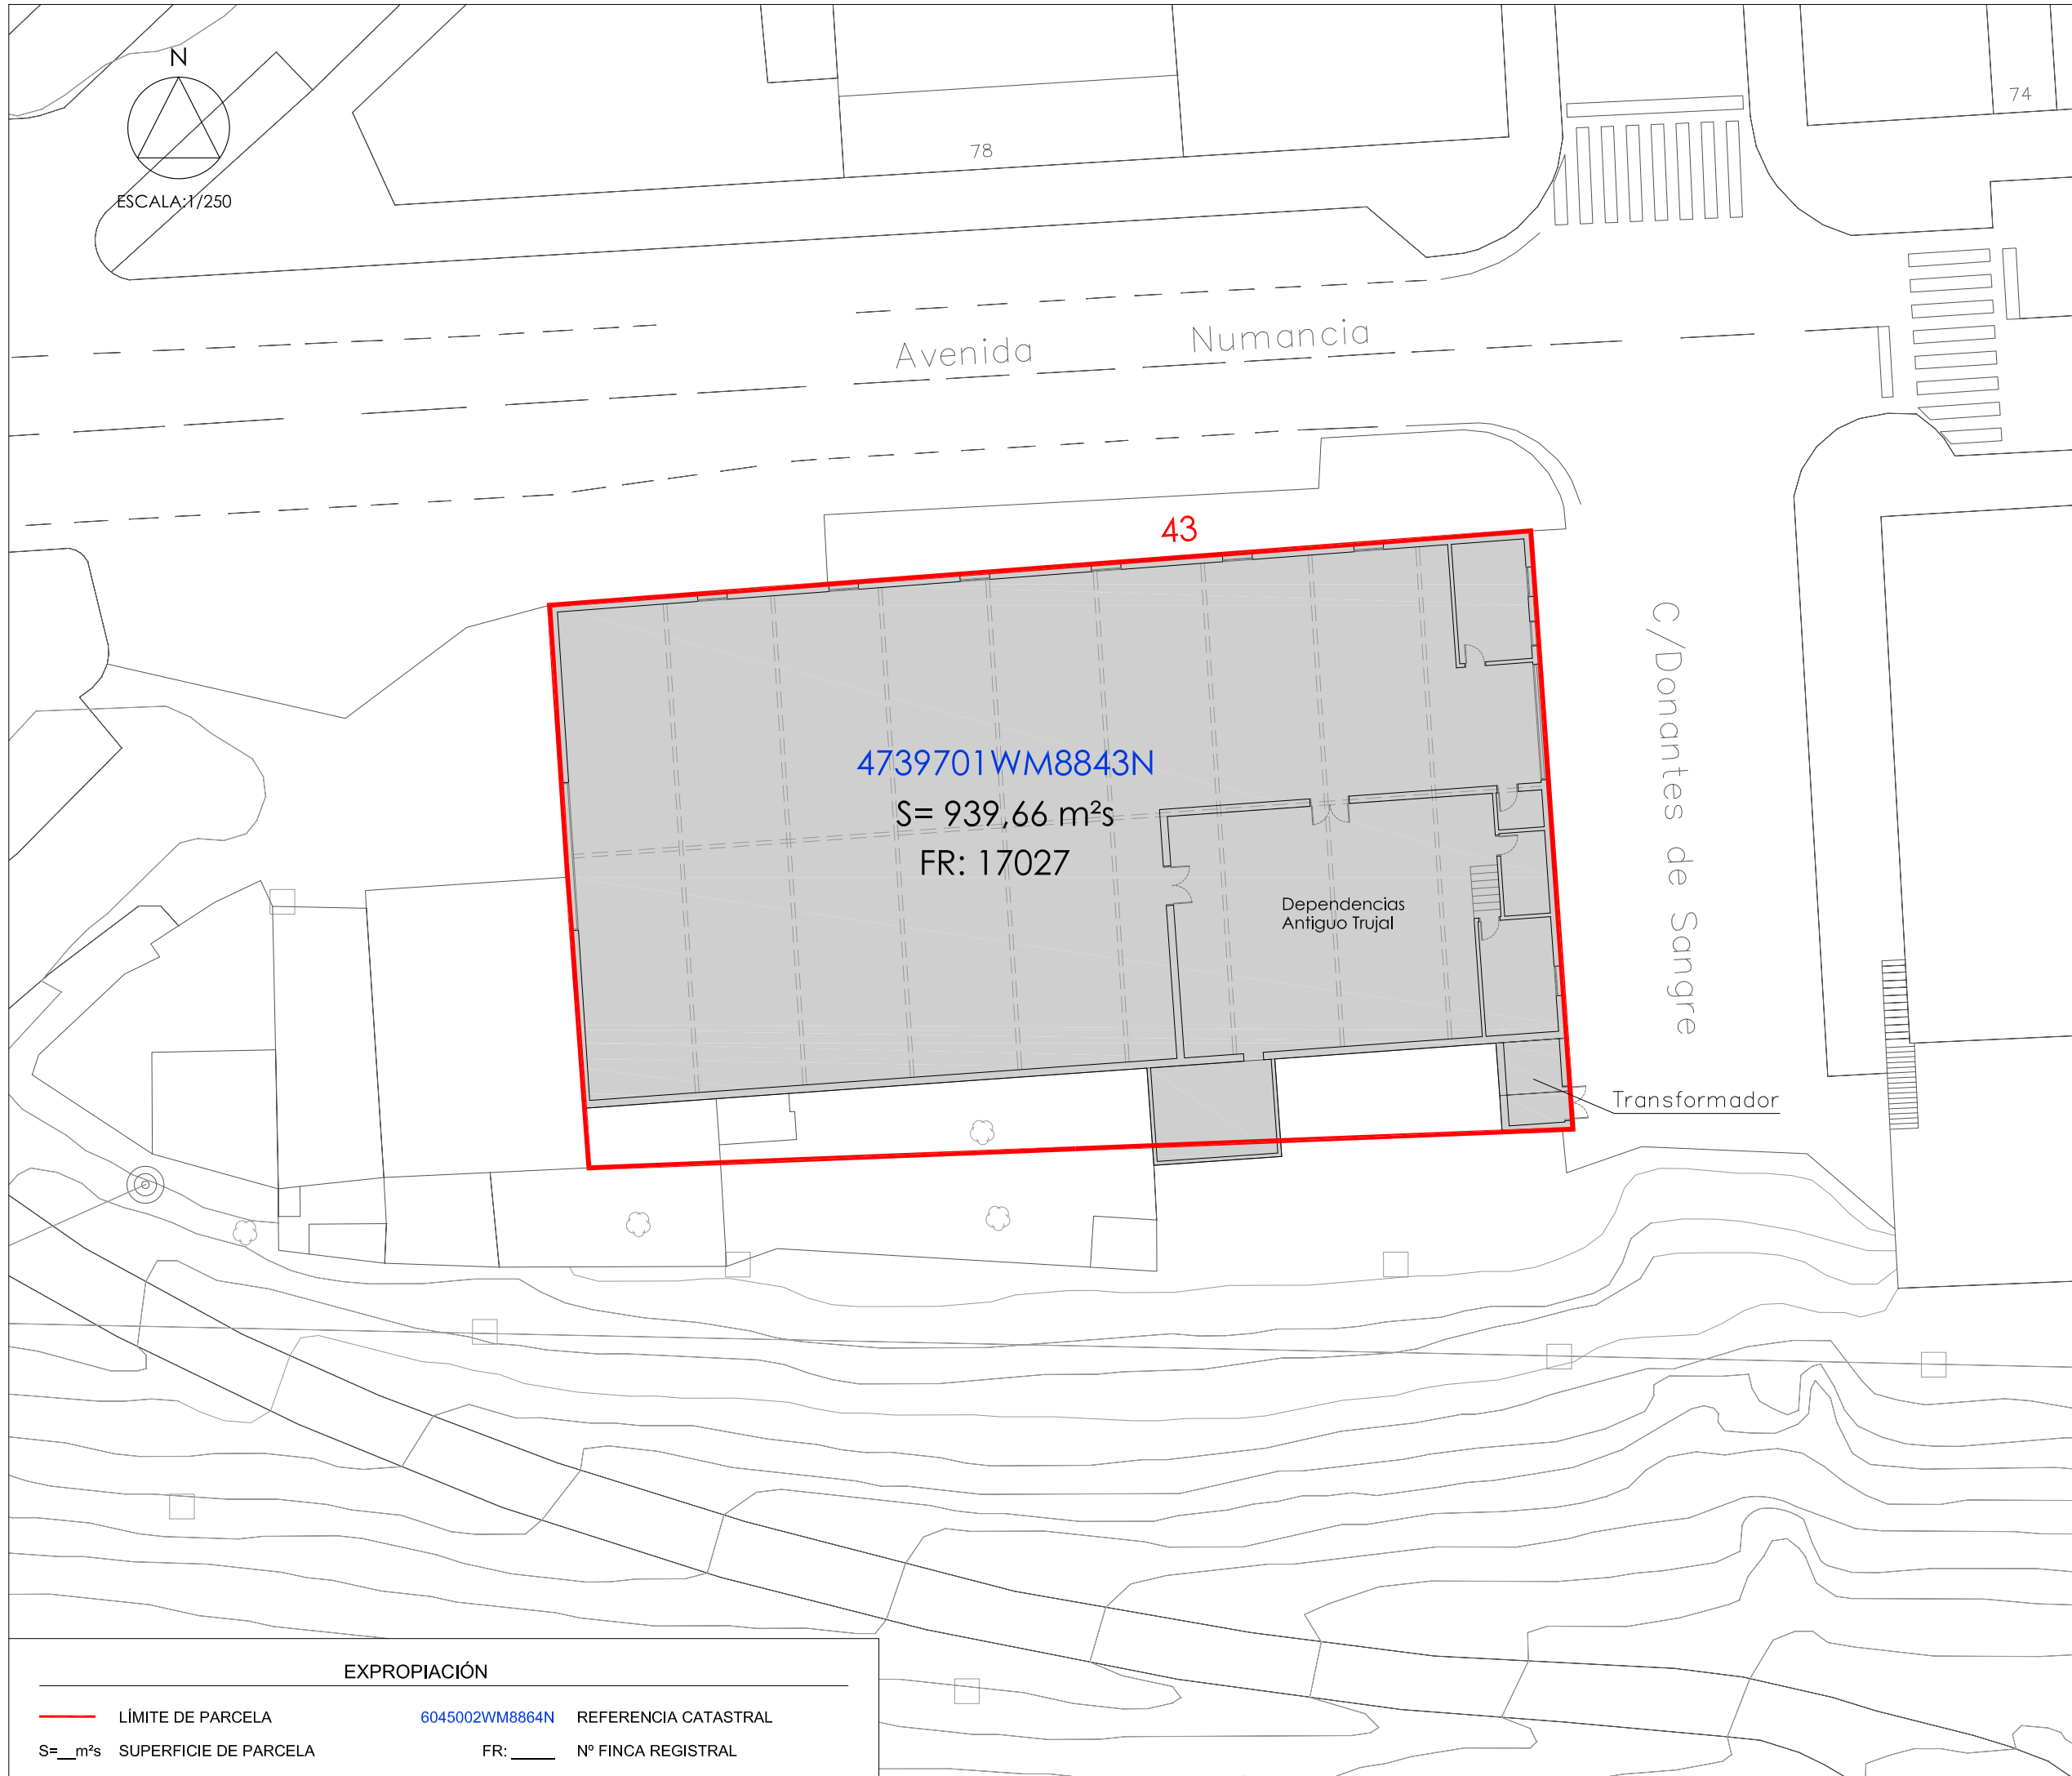 N
ESCALA:1/250
78
74
Avenida Numancia
43
C/Donantes de Sangre
4739701WM8843N
S= 939,66 m²s
FR: 17027
Dependencias
Antiguo Trujal
Transformador
EXPROPIACIÓN
LÍMITE DE PARCELA
6045002WM8864N REFERENCIA CATASTRAL
S=__m²s SUPERFICIE DE PARCELA
FR: _____ Nº FINCA REGISTRAL